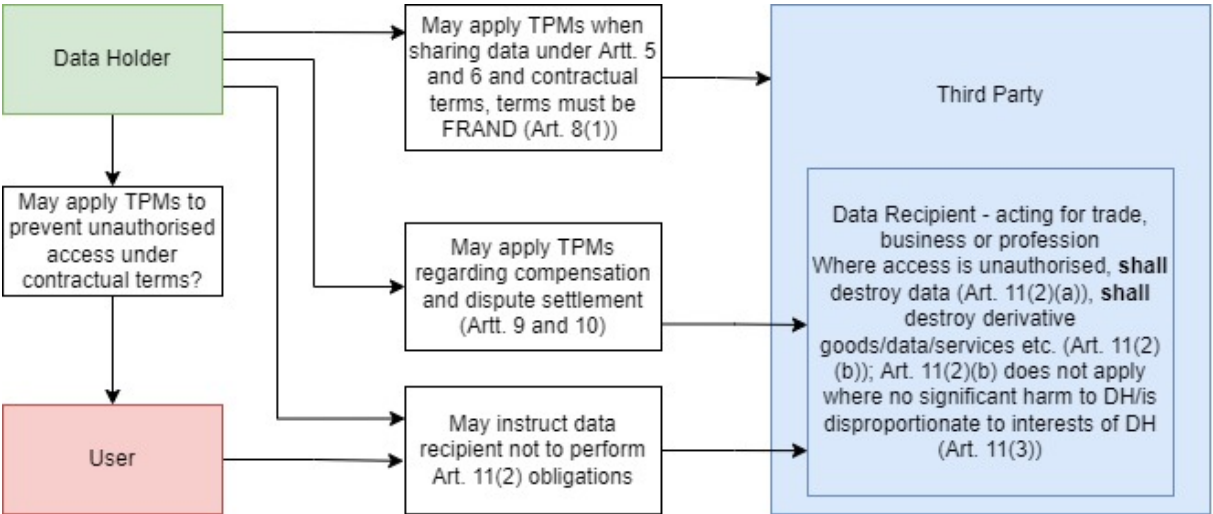 Data Holder
May apply TPMs when
sharing data under Artt. 5
and 6 and contractual
terms, terms must be
FRAND (Art. 8(1))
Third Party
May apply TPMs to
prevent unauthorised
access under
contractual terms?
May apply TPMs
regarding compensation
and dispute settlement
(Artt. 9 and 10)
Data Recipient - acting for trade,
business or profession
Where access is unauthorised, shall
destroy data (Art. 11(2)(a)), shall
destroy derivative
goods/data/services etc. (Art. 11(2)
(b)); Art. 11(2)(b) does not apply
where no significant harm to DH/is
disproportionate to interests of DH
(Art. 11(3))
User
May instruct data
recipient not to perform
Art. 11(2) obligations